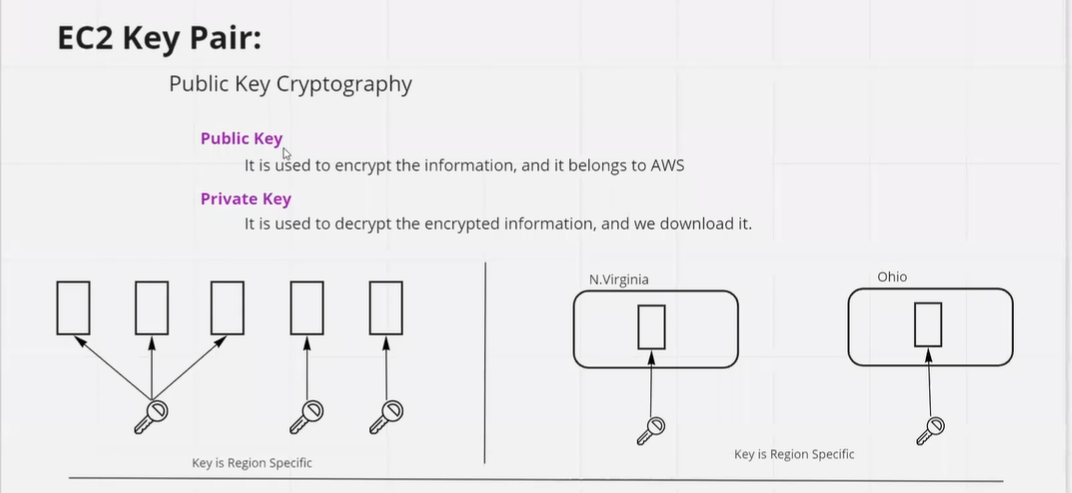 EC2 Key Pair:
Public Key Cryptography
Public Key
It is used to encrypt the information, and it belongs to AWS
Private Key
It is used to decrypt the encrypted information, and we download it.
N.Virginia
Ohio
Key is Region Specific
Key is Region Specific